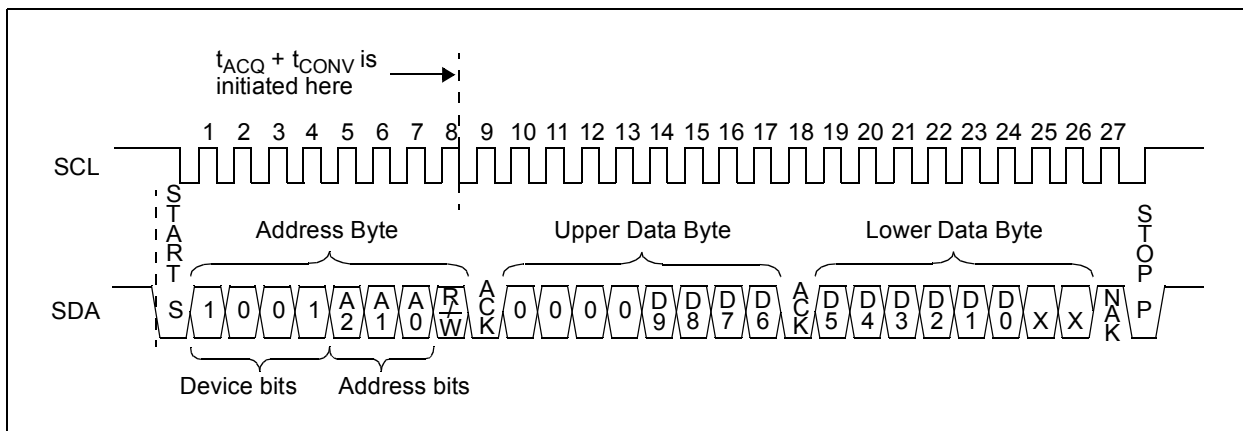 tACQ + tCONV is
initiated here
1 2 3 4 5 6 7 8 9 10 11 12 13 14 15 16 17 18 19 20 21 22 23 24 25 26 27
SCL
START
STOP
Address Byte Upper Data Byte Lower Data Byte
SDA S 1 0 0 1 A2 A1 A0 R/W ACK 0 0 0 0 D9 D8 D7 D6 ACK D5 D4 D3 D2 D1 D0 X X NAK P
Device bits Address bits